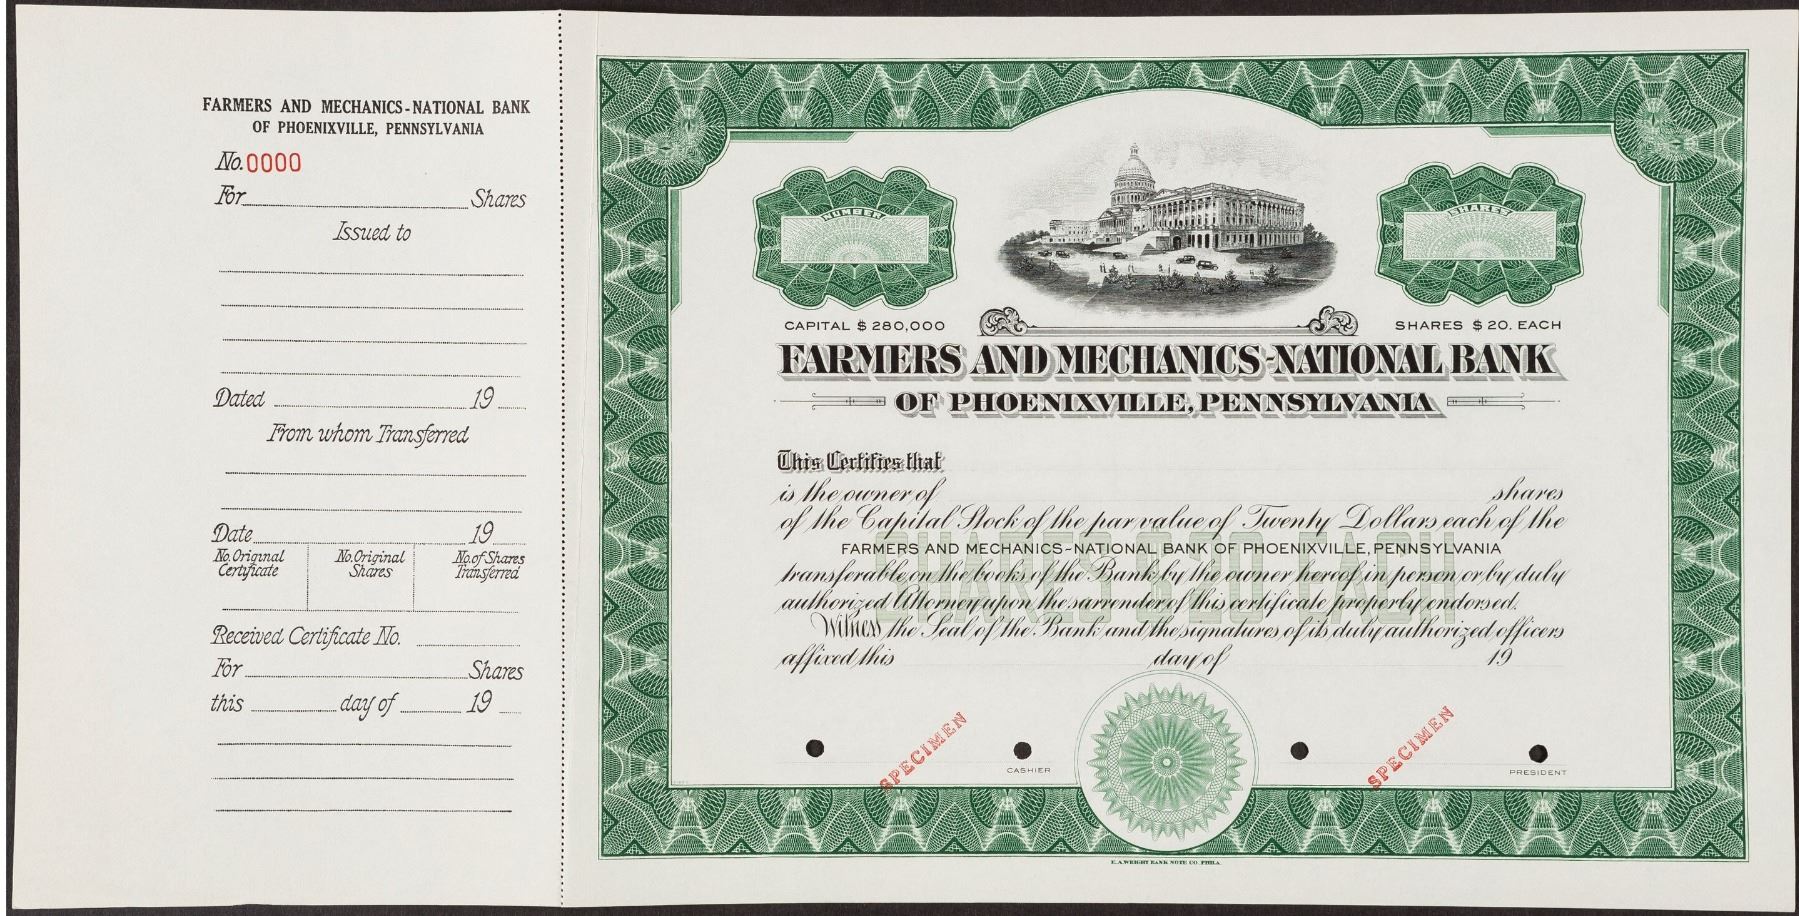 FARMERS AND MECHANICS-NATIONAL BANK
OF PHOENIXVILLE, PENNSYLVANIA
No. 0000
For Shares
Issued to
Dated 19
From whom Transferred
Date 19
No. Original Certificate No. Original Shares No. of Shares Transferred
Received Certificate No.
For Shares
this day of 19
NUMBER
SHARES
CAPITAL $280,000
SHARES $20. EACH
FARMERS AND MECHANICS-NATIONAL BANK
OF PHOENIXVILLE, PENNSYLVANIA
This Certifies that
is the owner of shares
of the Capital Stock of the par value of Twenty Dollars each of the
FARMERS AND MECHANICS-NATIONAL BANK OF PHOENIXVILLE, PENNSYLVANIA
transferable on the books of the Bank by the owner hereof in person or by duly
authorized Attorney upon the surrender of this certificate properly endorsed.
Witness the Seal of the Bank and the signatures of its duly authorized officers
affixed this day of 19
SHARES $20 EACH
SPECIMEN
SPECIMEN
CASHIER
PRESIDENT
E.A. WRIGHT BANK NOTE CO. PHILA.